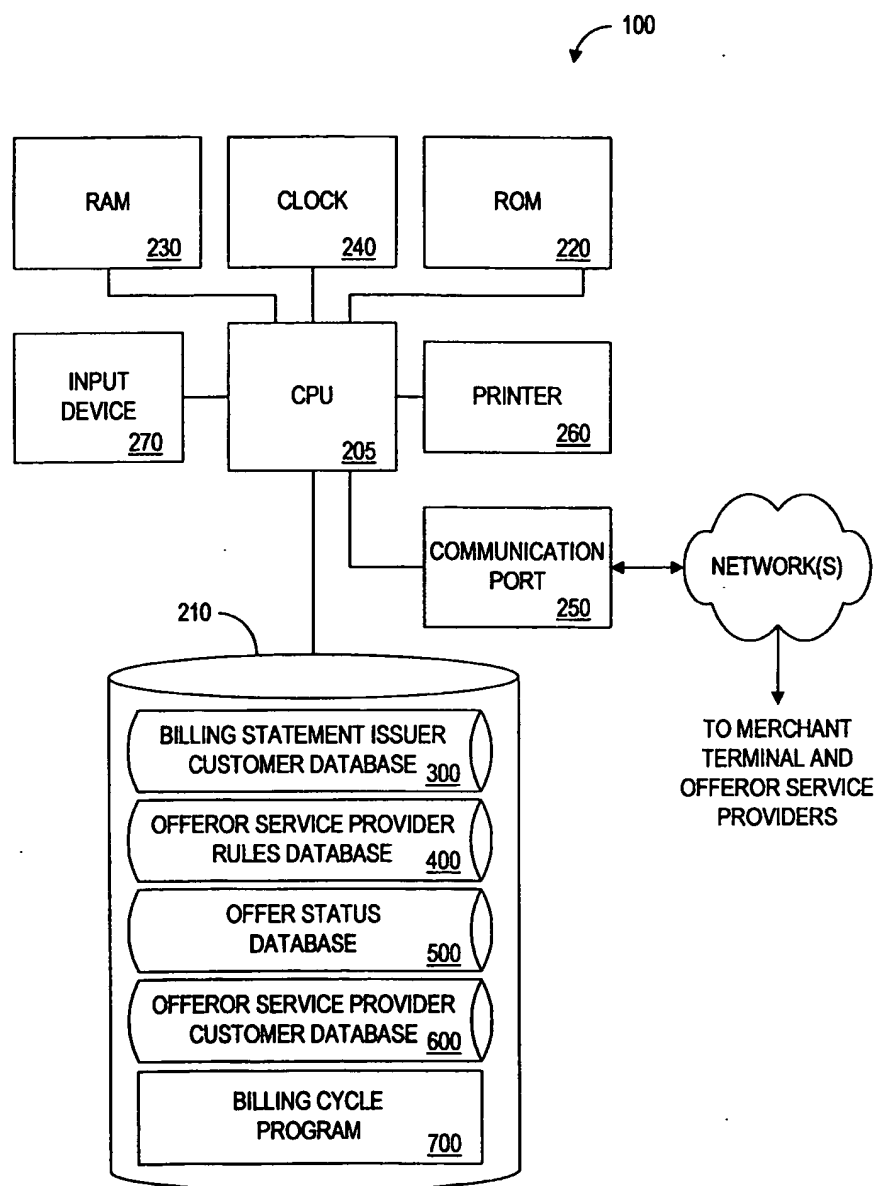 100
RAM
230
CLOCK
240
ROM
220
INPUT
DEVICE
270
CPU
205
PRINTER
260
COMMUNICATION
PORT
250
NETWORK(S)
TO MERCHANT
TERMINAL AND
OFFEROR SERVICE
PROVIDERS
210
BILLING STATEMENT ISSUER
CUSTOMER DATABASE 300
OFFEROR SERVICE PROVIDER
RULES DATABASE 400
OFFER STATUS
DATABASE 500
OFFEROR SERVICE PROVIDER
CUSTOMER DATABASE 600
BILLING CYCLE
PROGRAM 700